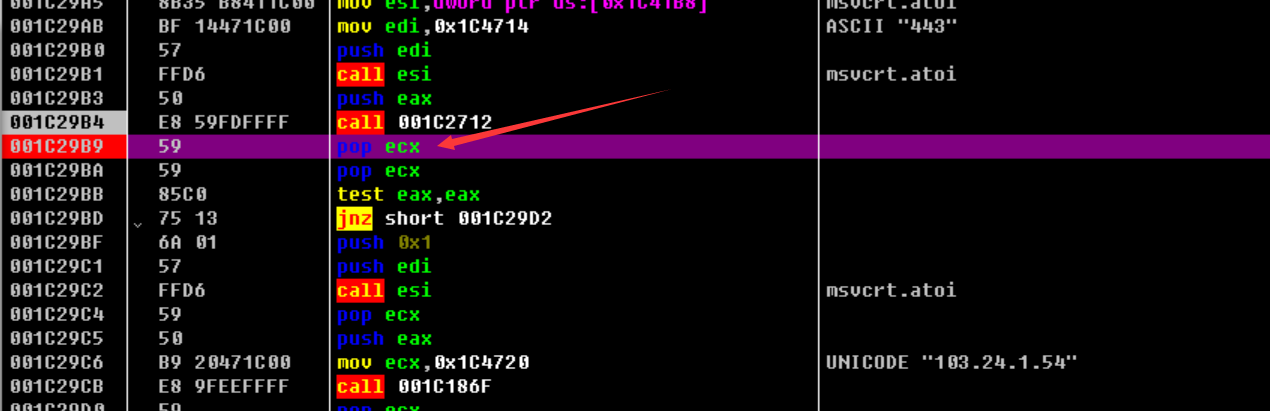 001C29A5 8B35 B8411C00 mov esi,dword ptr ds:[0x1C41B8] msvcrt.atoi
001C29AB BF 14471C00 mov edi,0x1C4714 ASCII "443"
001C29B0 57 push edi
001C29B1 FFD6 call esi msvcrt.atoi
001C29B3 50 push eax
001C29B4 E8 59FDFFFF call 001C2712
001C29B9 59 pop ecx
001C29BA 59 pop ecx
001C29BB 85C0 test eax,eax
001C29BD 75 13 jnz short 001C29D2
001C29BF 6A 01 push 0x1
001C29C1 57 push edi
001C29C2 FFD6 call esi msvcrt.atoi
001C29C4 59 pop ecx
001C29C5 50 push eax
001C29C6 B9 20471C00 mov ecx,0x1C4720 UNICODE "103.24.1.54"
001C29CB E8 9FEEFFFF call 001C186F
001C29D0 59 pop ecx